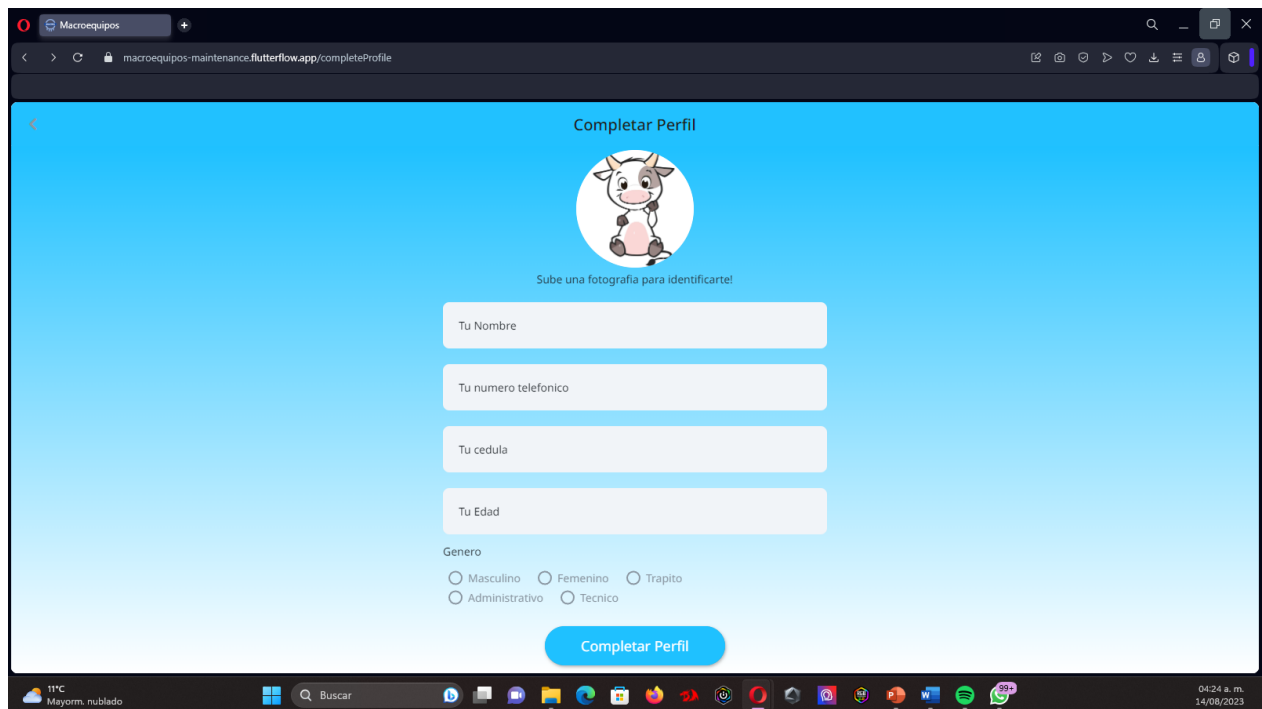 Macroequipos
macroequipos-maintenance.flutterflow.app/completeProfile
Completar Perfil
Sube una fotografia para identificarte!
Tu Nombre
Tu numero telefonico
Tu cedula
Tu Edad
Genero
Masculino Femenino Trapito
Administrativo Tecnico
Completar Perfil
11°C
Mayorm. nublado
Buscar
99+
04:24 a. m.
14/08/2023